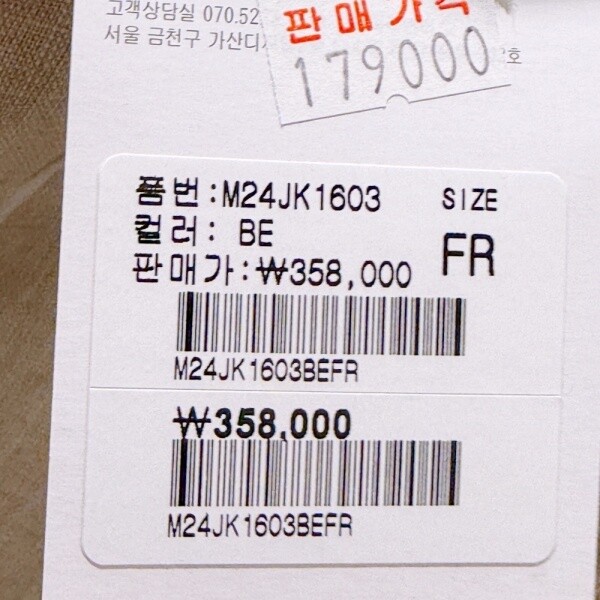 고객상담실 070.52
서울 금천구 가산디
판매가격
179000
호
품번:M24JK1603
SIZE
컬러: BE
FR
판매가:₩358,000
M24JK1603BEFR
₩358,000
M24JK1603BEFR